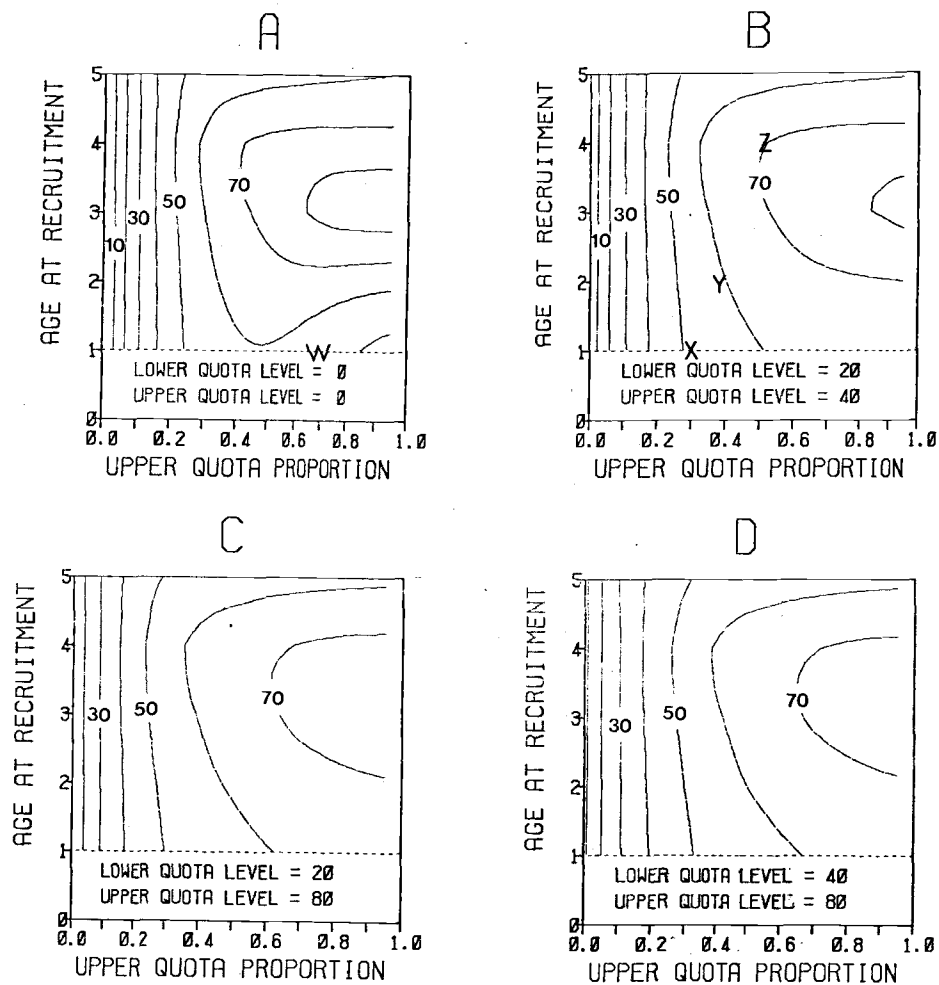 A
AGE AT RECRUITMENT
5
4
3
2
1
0
10
30
50
70
W
LOWER QUOTA LEVEL = 0
UPPER QUOTA LEVEL = 0
0.0 0.2 0.4 0.6 0.8 1.0
UPPER QUOTA PROPORTION
B
AGE AT RECRUITMENT
5
4
3
2
1
0
10
30
50
70
Z
Y
X
LOWER QUOTA LEVEL = 20
UPPER QUOTA LEVEL = 40
0.0 0.2 0.4 0.6 0.8 1.0
UPPER QUOTA PROPORTION
C
AGE AT RECRUITMENT
5
4
3
2
1
0
30
50
70
LOWER QUOTA LEVEL = 20
UPPER QUOTA LEVEL = 80
0.0 0.2 0.4 0.6 0.8 1.0
UPPER QUOTA PROPORTION
D
AGE AT RECRUITMENT
5
4
3
2
1
0
30
50
70
LOWER QUOTA LEVEL = 40
UPPER QUOTA LEVEL = 80
0.0 0.2 0.4 0.6 0.8 1.0
UPPER QUOTA PROPORTION